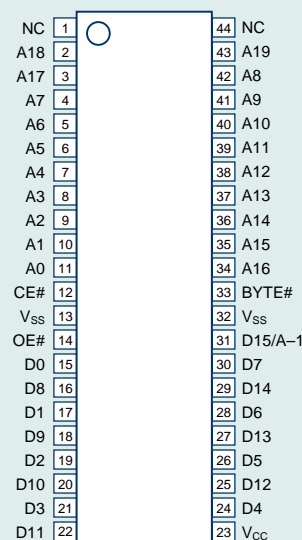 NC 1 44 NC
A18 2 43 A19
A17 3 42 A8
A7 4 41 A9
A6 5 40 A10
A5 6 39 A11
A4 7 38 A12
A3 8 37 A13
A2 9 36 A14
A1 10 35 A15
A0 11 34 A16
CE# 12 33 BYTE#
VSS 13 32 VSS
OE# 14 31 D15/A–1
D0 15 30 D7
D8 16 29 D14
D1 17 28 D6
D9 18 27 D13
D2 19 26 D5
D10 20 25 D12
D3 21 24 D4
D11 22 23 VCC